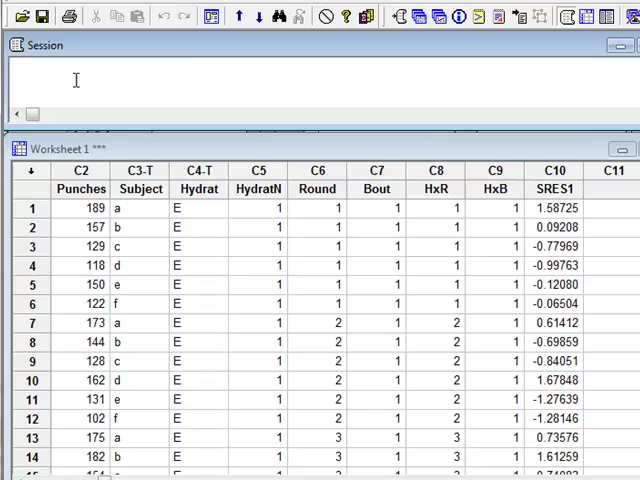 Session
Worksheet 1 ***
C2 C3-T C4-T C5 C6 C7 C8 C9 C10 C11
Punches Subject Hydrat HydratN Round Bout HxR HxB SRES1
1 189 a E 1 1 1 1 1 1.58725
2 157 b E 1 1 1 1 1 0.09208
3 129 c E 1 1 1 1 1 -0.77969
4 118 d E 1 1 1 1 1 -0.99763
5 150 e E 1 1 1 1 1 -0.12080
6 122 f E 1 1 1 1 1 -0.06504
7 173 a E 1 2 1 2 1 0.61412
8 144 b E 1 2 1 2 1 -0.69859
9 128 c E 1 2 1 2 1 -0.84051
10 162 d E 1 2 1 2 1 1.67848
11 131 e E 1 2 1 2 1 -1.27639
12 102 f E 1 2 1 2 1 -1.28146
13 175 a E 1 3 1 3 1 0.73576
14 182 b E 1 3 1 3 1 1.61259